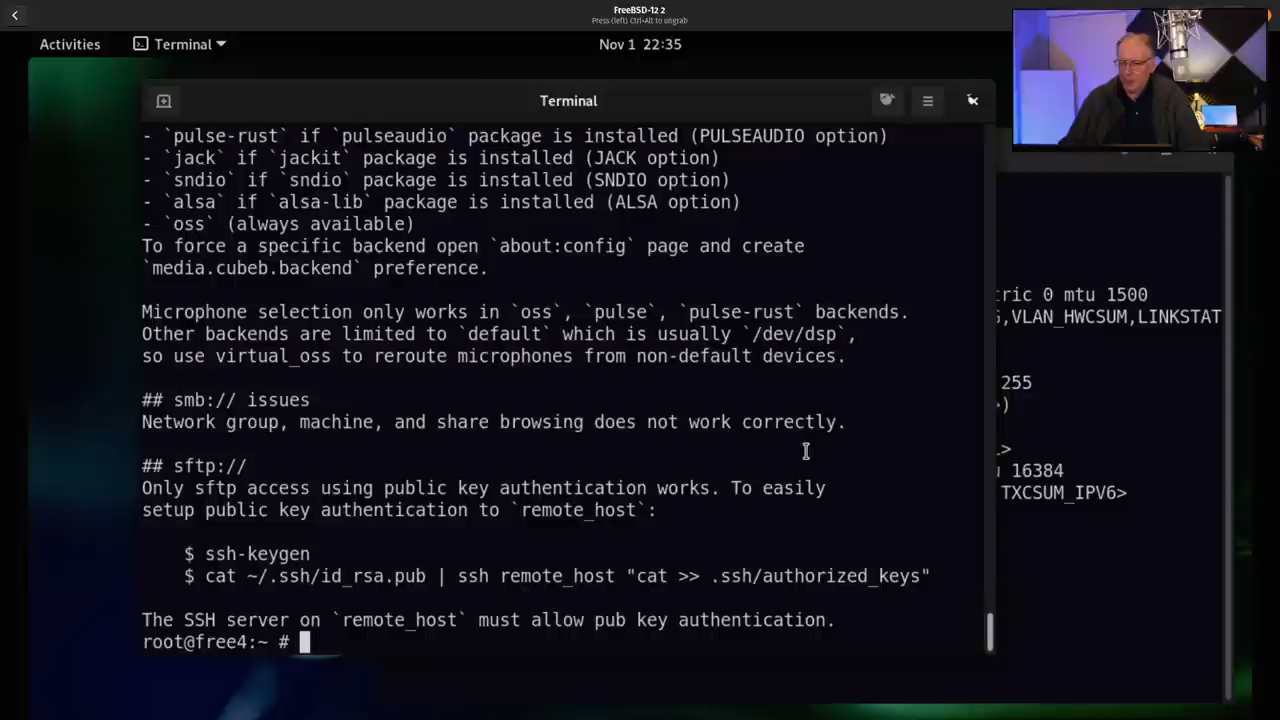 FreeBSD-12 2
Press (left) Ctrl+Alt to ungrab
Activities
Terminal
Nov 1 22:35
Terminal
- `pulse-rust` if `pulseaudio` package is installed (PULSEAUDIO option)
- `jack` if `jackit` package is installed (JACK option)
- `sndio` if `sndio` package is installed (SNDIO option)
- `alsa` if `alsa-lib` package is installed (ALSA option)
- `oss` (always available)
To force a specific backend open `about:config` page and create
`media.cubeb.backend` preference.
Microphone selection only works in `oss`, `pulse`, `pulse-rust` backends.
Other backends are limited to `default` which is usually `/dev/dsp`,
so use virtual_oss to reroute microphones from non-default devices.
## smb:// issues
Network group, machine, and share browsing does not work correctly.
## sftp://
Only sftp access using public key authentication works. To easily
setup public key authentication to `remote_host`:
$ ssh-keygen
$ cat ~/.ssh/id_rsa.pub | ssh remote_host "cat >> .ssh/authorized_keys"
The SSH server on `remote_host` must allow pub key authentication.
root@free4:~ #
tric 0 mtu 1500
,VLAN_HWCSUM,LINKSTAT
255
)
>
16384
TXCSUM_IPV6>